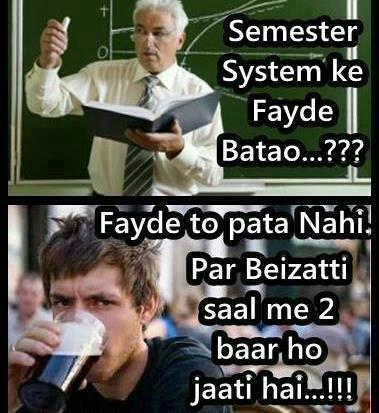 Semester
System ke
Fayde
Batao...???
Fayde to pata Nahi.
Par Beizatti
saal me 2
baar ho
jaati hai...!!!